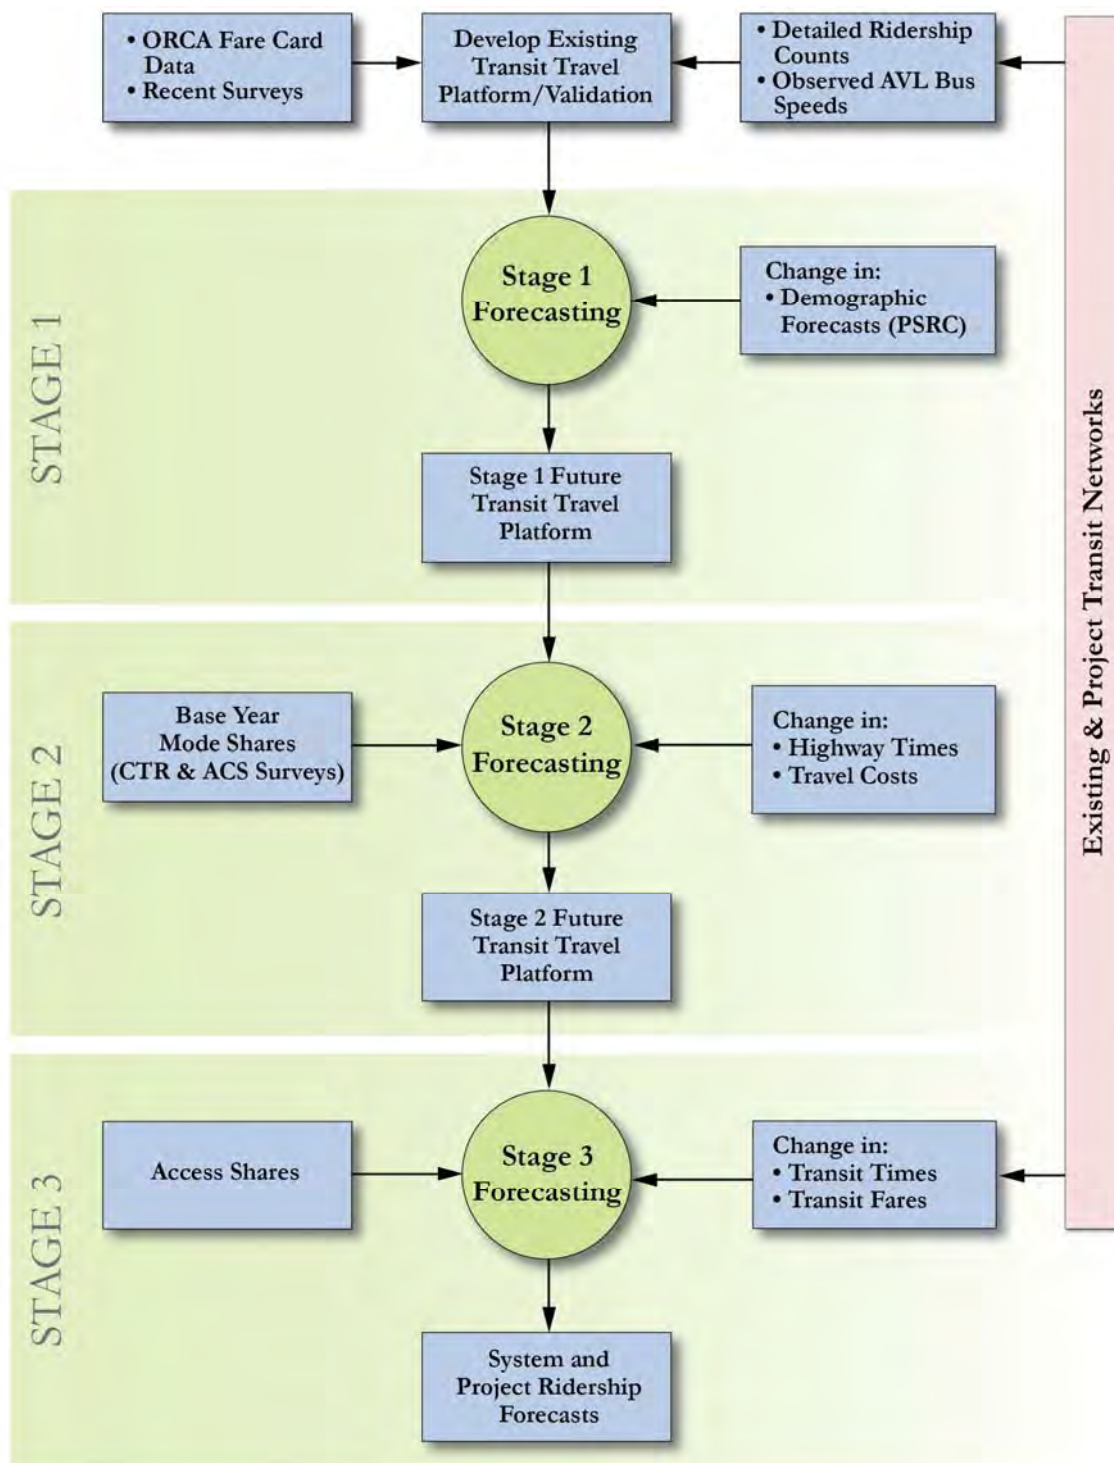 • ORCA Fare Card
Data
• Recent Surveys
Develop Existing
Transit Travel
Platform/Validation
• Detailed Ridership
Counts
• Observed AVL Bus
Speeds
STAGE 1
Stage 1
Forecasting
Change in:
• Demographic
Forecasts (PSRC)
Stage 1 Future
Transit Travel
Platform
Existing & Project Transit Networks
STAGE 2
Base Year
Mode Shares
(CTR & ACS Surveys)
Stage 2
Forecasting
Change in:
• Highway Times
• Travel Costs
Stage 2 Future
Transit Travel
Platform
STAGE 3
Access Shares
Stage 3
Forecasting
Change in:
• Transit Times
• Transit Fares
System and
Project Ridership
Forecasts